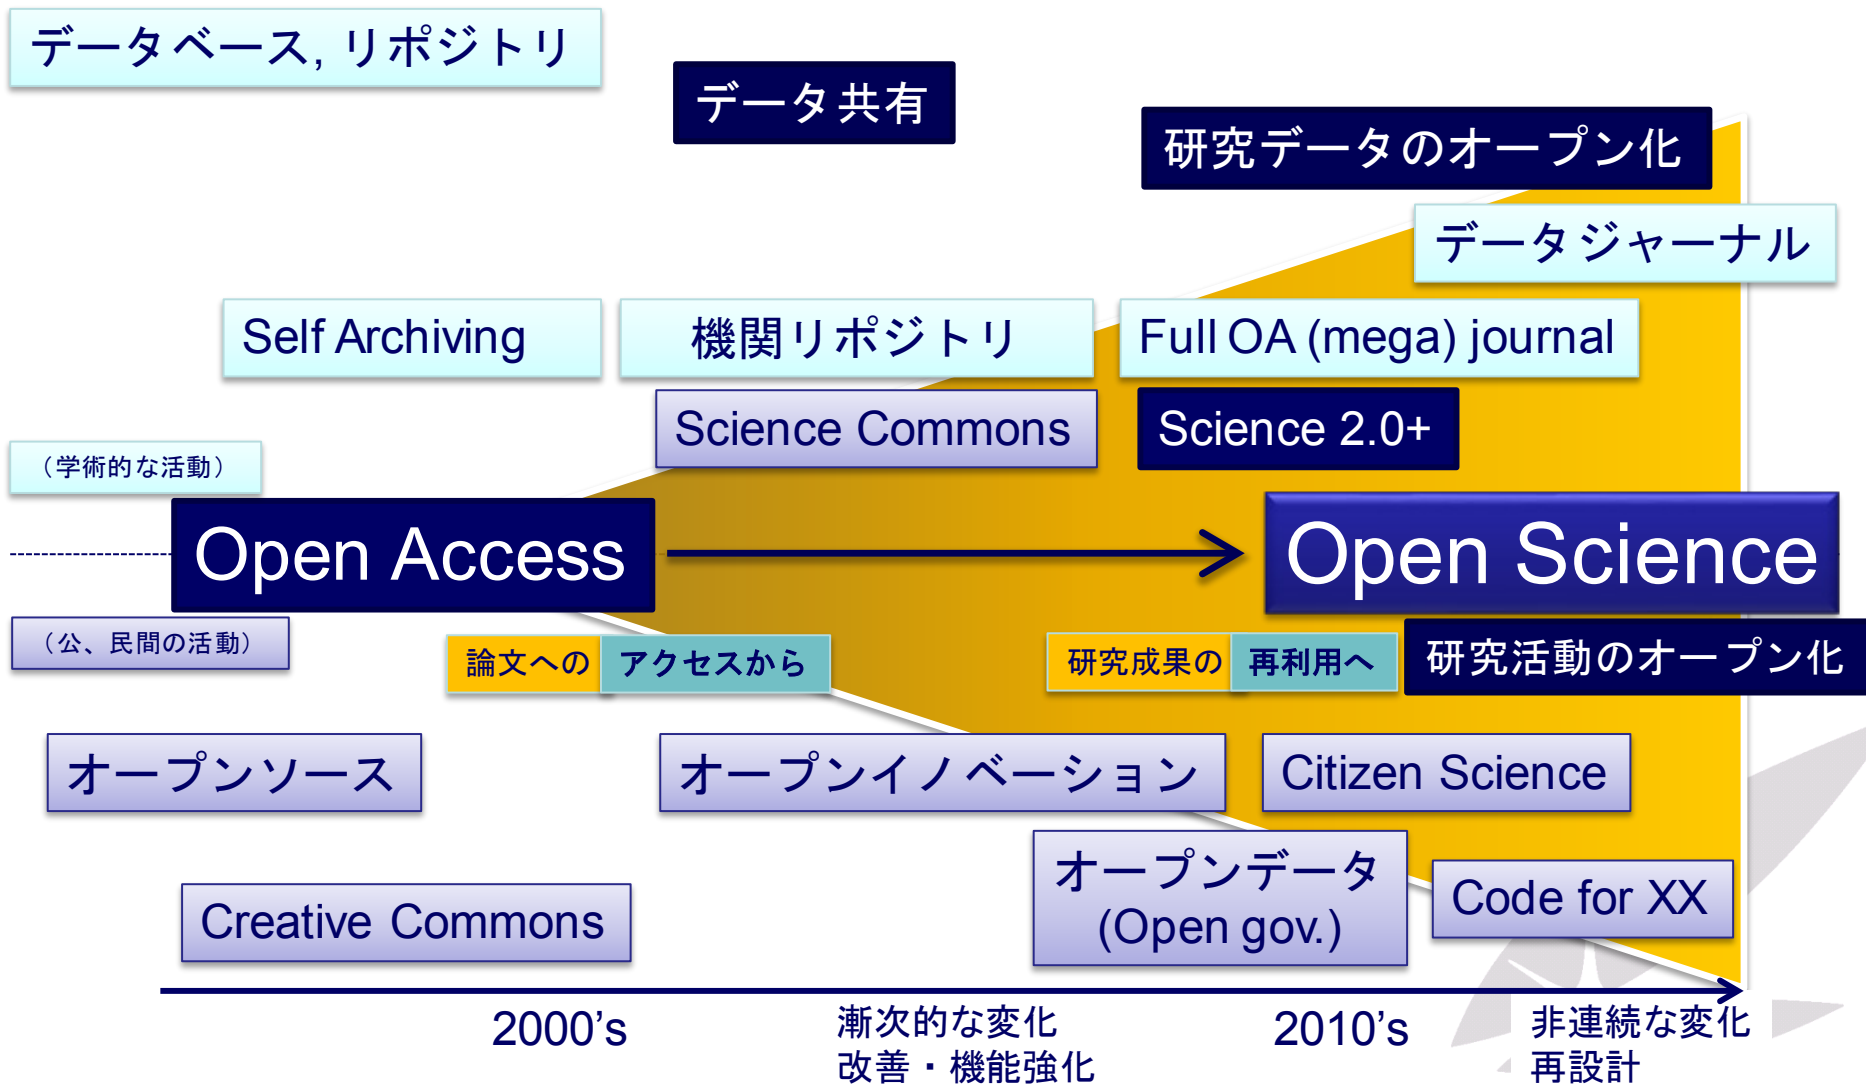 データベース, リポジトリ
データ共有
研究データのオープン化
データジャーナル
Self Archiving
機関リポジトリ
Full OA (mega) journal
Science Commons
Science 2.0+
（学術的な活動）
Open Access
Open Science
（公、民間の活動）
論文への アクセスから
研究成果の 再利用へ
研究活動のオープン化
オープンソース
オープンイノベーション
Citizen Science
オープンデータ
(Open gov.)
Code for XX
Creative Commons
2000's
漸次的な変化
改善・機能強化
2010's
非連続な変化
再設計